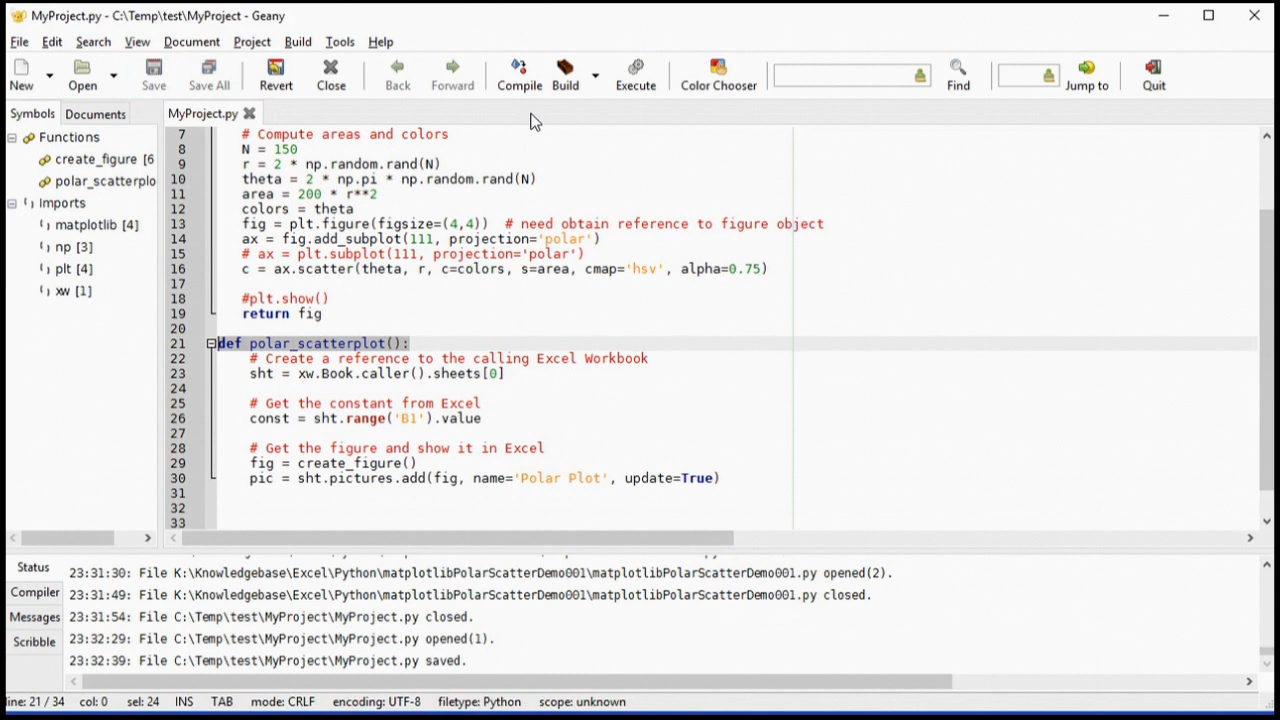 MyProject.py - C:\Temp\test\MyProject - Geany
File Edit Search View Document Project Build Tools Help
New Open Save Save All Revert Close Back Forward Compile Build Execute Color Chooser Find Jump to Quit
Symbols Documents MyProject.py
Functions
create_figure [6
polar_scatterplo
Imports
matplotlib [4]
np [3]
plt [4]
xw [1]
7 # Compute areas and colors
8 N = 150
9 r = 2 * np.random.rand(N)
10 theta = 2 * np.pi * np.random.rand(N)
11 area = 200 * r**2
12 colors = theta
13 fig = plt.figure(figsize=(4,4)) # need obtain reference to figure object
14 ax = fig.add_subplot(111, projection='polar')
15 # ax = plt.subplot(111, projection='polar')
16 c = ax.scatter(theta, r, c=colors, s=area, cmap='hsv', alpha=0.75)
17
18 #plt.show()
19 return fig
20
21 def polar_scatterplot():
22 # Create a reference to the calling Excel Workbook
23 sht = xw.Book.caller().sheets[0]
24
25 # Get the constant from Excel
26 const = sht.range('B1').value
27
28 # Get the figure and show it in Excel
29 fig = create_figure()
30 pic = sht.pictures.add(fig, name='Polar Plot', update=True)
31
32
33
Status
Compiler
Messages
Scribble
23:31:30: File K:\Knowledgebase\Excel\Python\matplotlibPolarScatterDemo001\matplotlibPolarScatterDemo001.py opened(2).
23:31:49: File K:\Knowledgebase\Excel\Python\matplotlibPolarScatterDemo001\matplotlibPolarScatterDemo001.py closed.
23:31:54: File C:\Temp\test\MyProject\MyProject.py closed.
23:32:29: File C:\Temp\test\MyProject\MyProject.py opened(1).
23:32:39: File C:\Temp\test\MyProject\MyProject.py saved.
line: 21 / 34 col: 0 sel: 24 INS TAB mode: CRLF encoding: UTF-8 filetype: Python scope: unknown